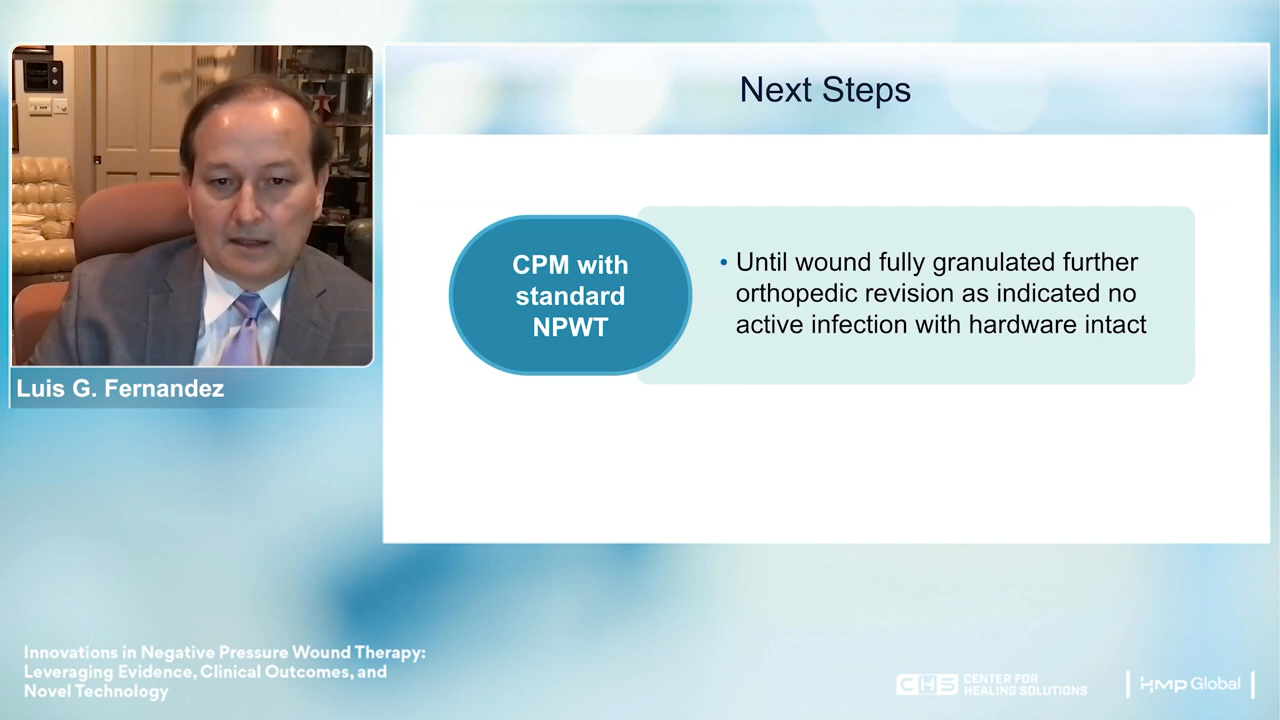 Next Steps
CPM with
standard
NPWT
• Until wound fully granulated further
orthopedic revision as indicated no
active infection with hardware intact
Luis G. Fernandez
Innovations in Negative Pressure Wound Therapy:
Leveraging Evidence, Clinical Outcomes, and
Novel Technology
CHS CENTER FOR
HEALING SOLUTIONS
HMP Global